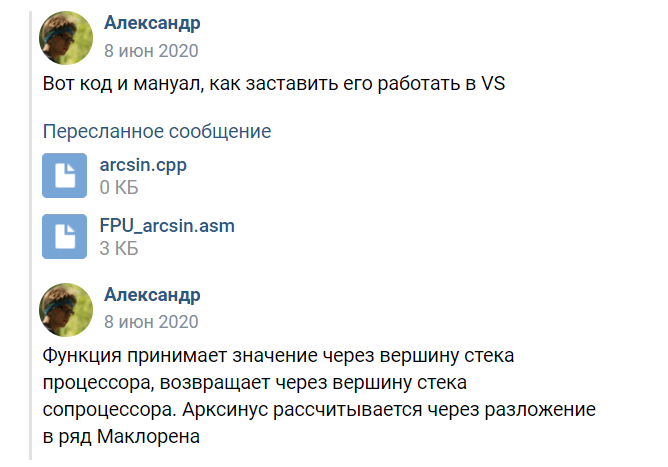 Александр
8 июн 2020
Вот код и мануал, как заставить его работать в VS
Пересланное сообщение
arcsin.cpp
0 КБ
FPU_arcsin.asm
3 КБ
Александр
8 июн 2020
Функция принимает значение через вершину стека
процессора, возвращает через вершину стека
сопроцессора. Арксинус рассчитывается через разложение
в ряд Маклорена